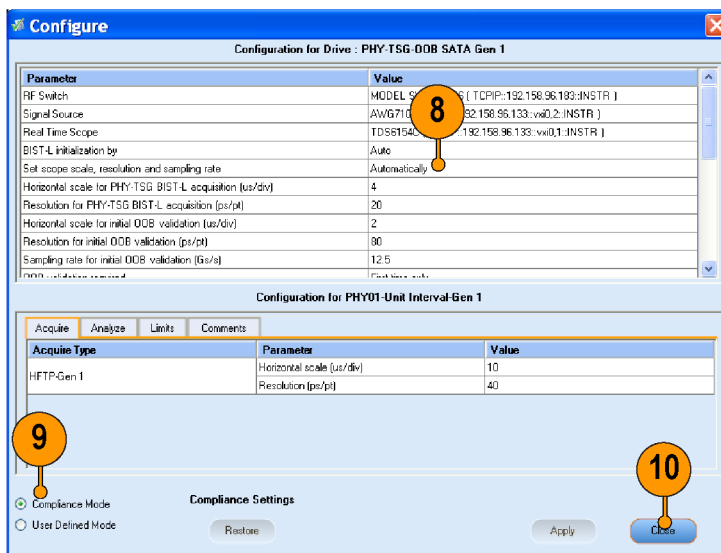 Configure
Configuration for Drive : PHY-TSG-OOB SATA Gen 1
Parameter Value
RF Switch MODEL ( TCPIP::192.158.96.183::INSTR )
Signal Source 192.158.96.133::vxi0,2::INSTR )
Real Time Scope 192.158.96.133::vxi0,1::INSTR )
BIST-L initialization by Auto
Set scope scale, resolution and sampling rate Automatically
Horizontal scale for PHY-TSG BIST-L acquisition (us/div) 4
Resolution for PHY-TSG BIST-L acquisition (ps/pt) 20
Horizontal scale for initial OOB validation (us/div) 2
Resolution for initial OOB validation (ps/pt) 80
Sampling rate for initial OOB validation (Gs/s) 12.5
OOB validation required First time only
8
Configuration for PHY01-Unit Interval-Gen 1
Acquire Analyze Limits Comments
Acquire Type Parameter Value
HFTP-Gen 1 Horizontal scale (us/div) 10
Resolution (ps/pt) 40
9
10
Compliance Mode
User Defined Mode
Compliance Settings
Restore Apply Close